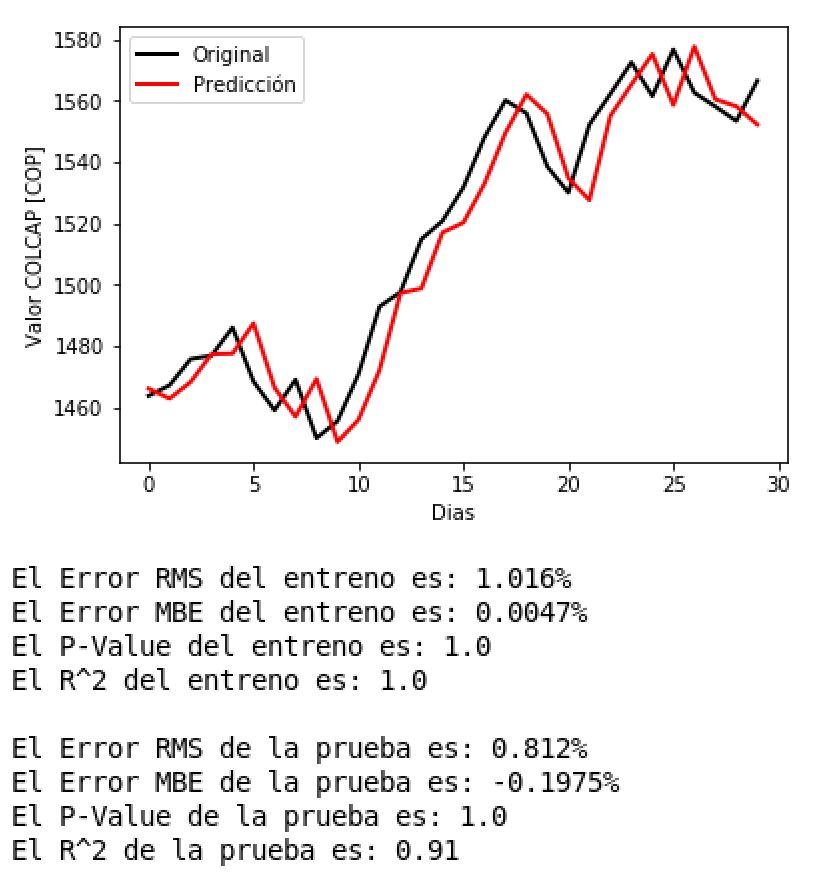 1580
1560
1540
1520
1500
1480
1460
Valor COLCAP [COP]
Original
Predicción
0 5 10 15 20 25 30
Dias
El Error RMS del entreno es: 1.016%
El Error MBE del entreno es: 0.0047%
El P-Value del entreno es: 1.0
El R^2 del entreno es: 1.0
El Error RMS de la prueba es: 0.812%
El Error MBE de la prueba es: -0.1975%
El P-Value de la prueba es: 1.0
El R^2 de la prueba es: 0.91